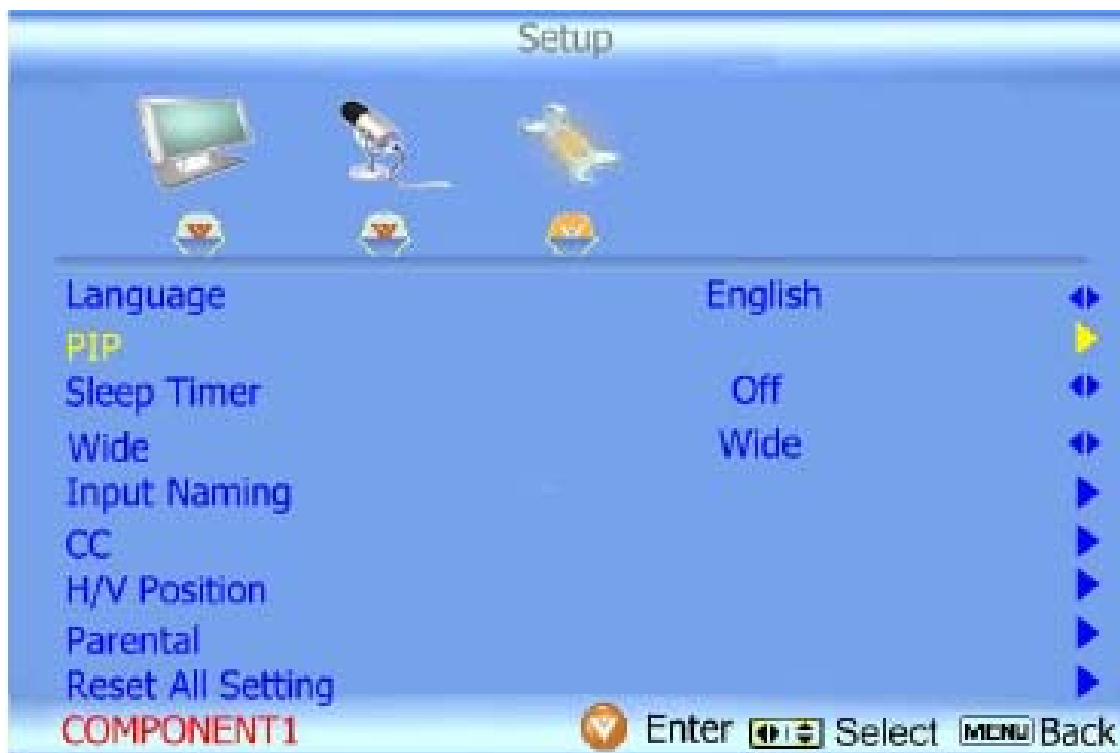 Setup
Language English
PIP
Sleep Timer Off
Wide Wide
Input Naming
CC
H/V Position
Parental
Reset All Setting
COMPONENT1 Enter Select MENU Back